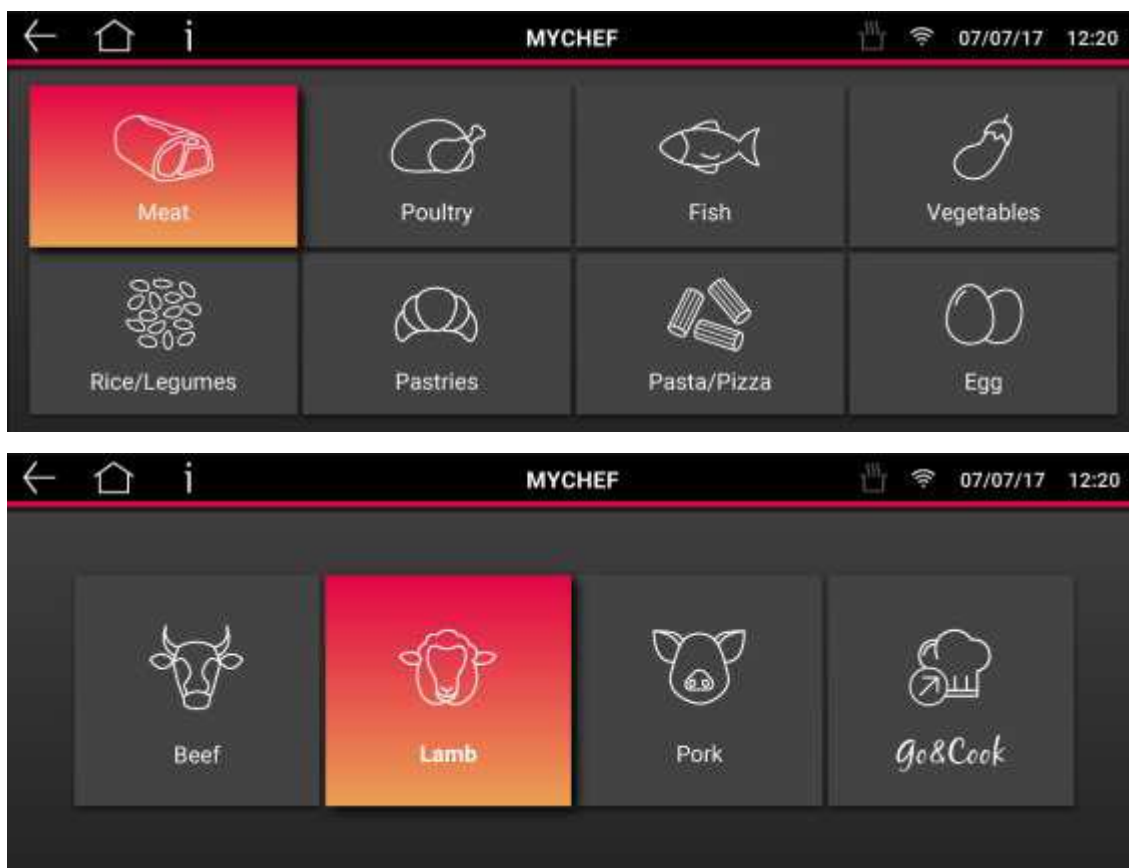 MYCHEF 07/07/17 12:20
Meat Poultry Fish Vegetables
Rice/Legumes Pastries Pasta/Pizza Egg
MYCHEF 07/07/17 12:20
Beef Lamb Pork Go&Cook